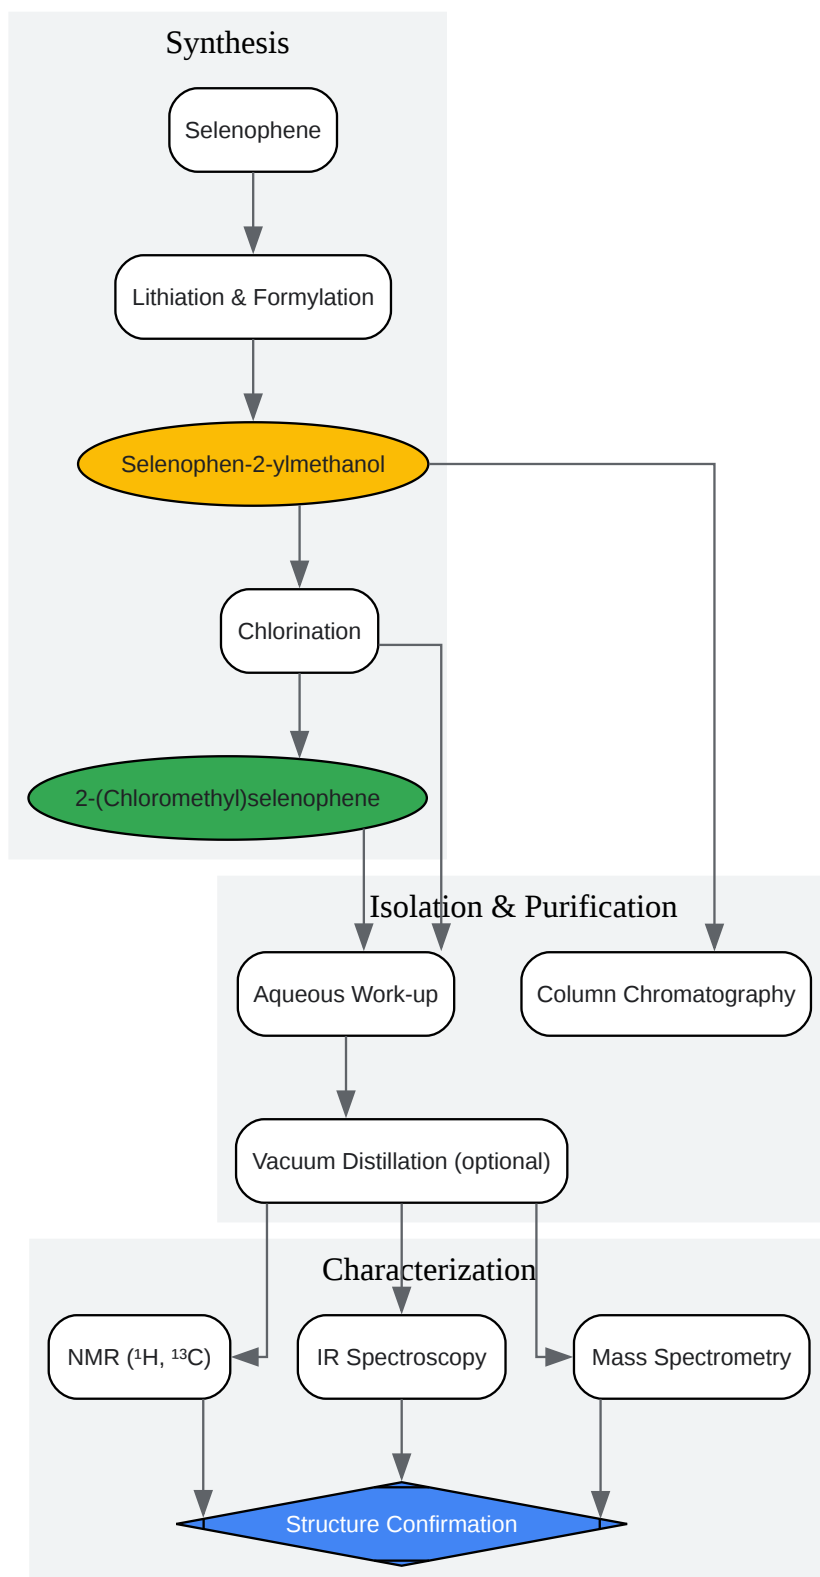 Synthesis
Selenophene
Lithiation & Formylation
Selenophen-2-ylmethanol
Chlorination
2-(Chloromethyl)selenophene
Isolation & Purification
Aqueous Work-up
Column Chromatography
Vacuum Distillation (optional)
Characterization
NMR (¹H, ¹³C)
IR Spectroscopy
Mass Spectrometry
Structure Confirmation